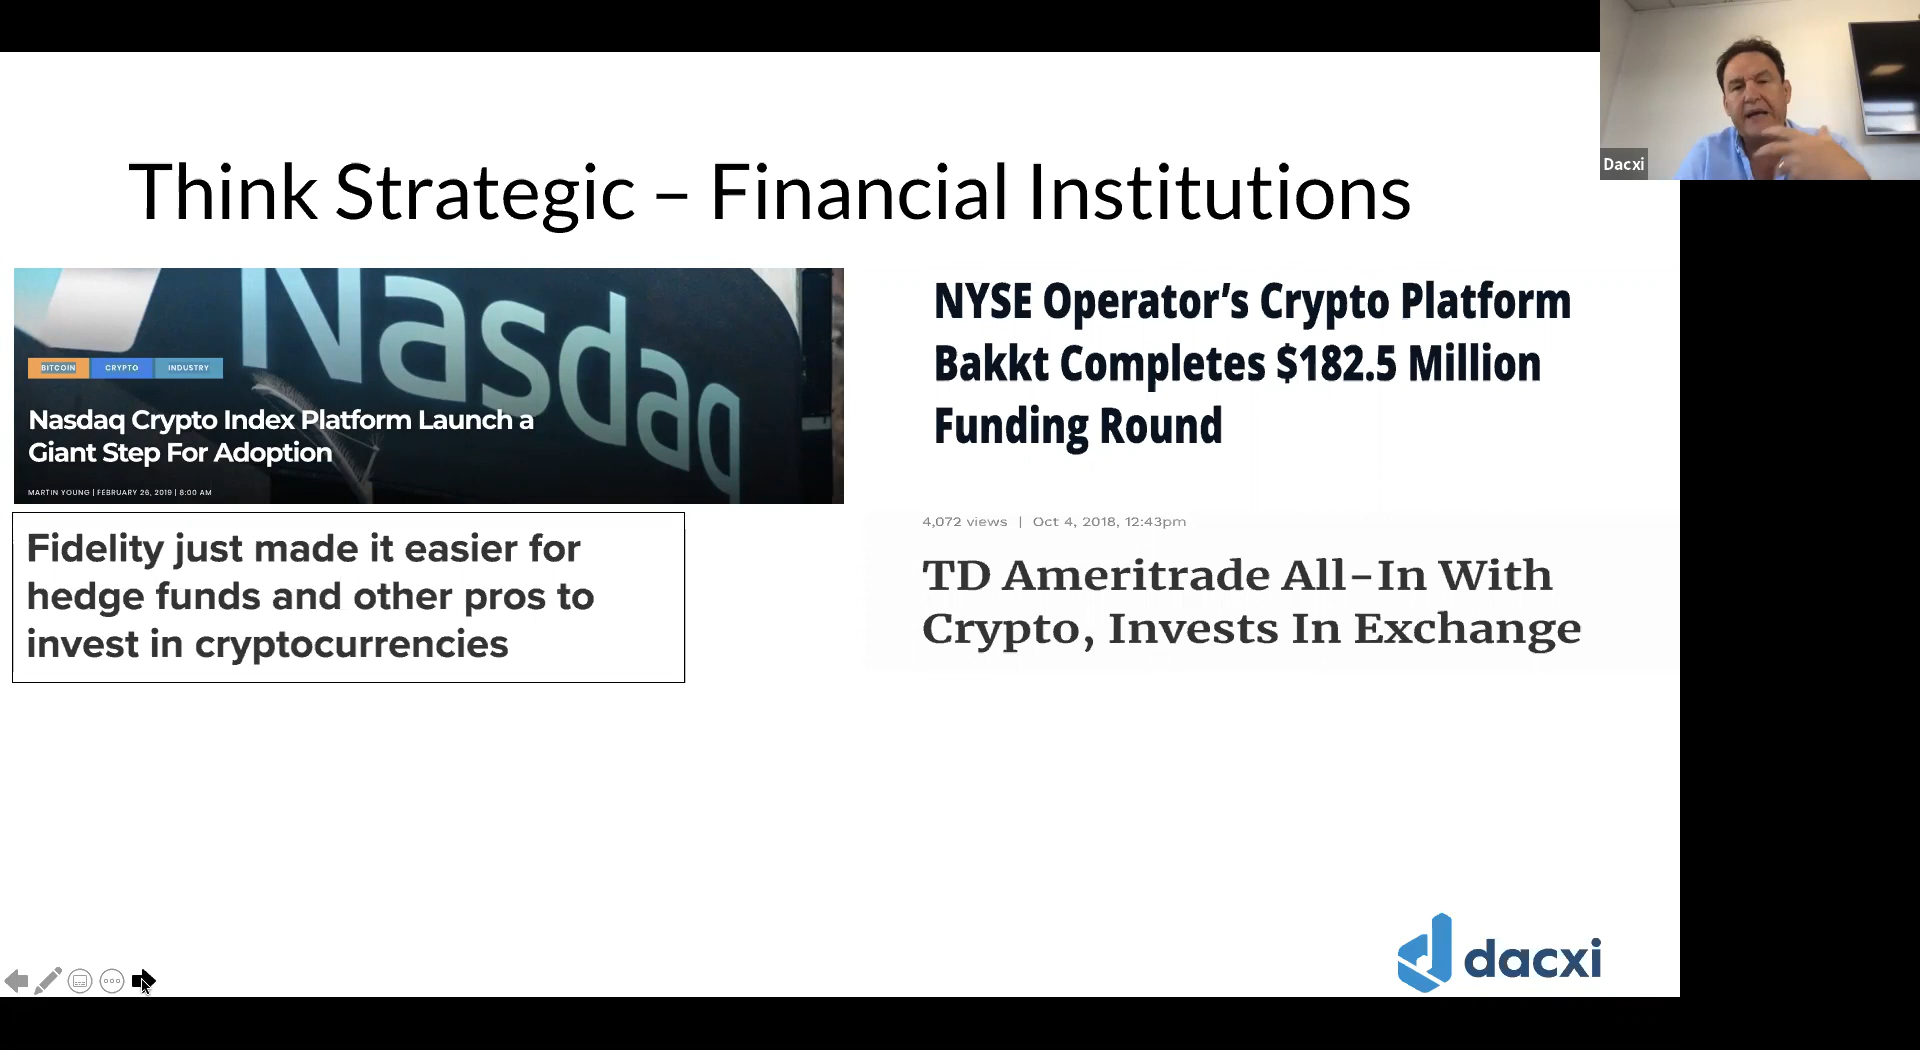 Dacxi
Think Strategic – Financial Institutions
Nasdaq
BITCOIN CRYPTO INDUSTRY
Nasdaq Crypto Index Platform Launch a
Giant Step For Adoption
MARTIN YOUNG | FEBRUARY 26, 2019 | 8:00 AM
NYSE Operator’s Crypto Platform
Bakkt Completes $182.5 Million
Funding Round
Fidelity just made it easier for
hedge funds and other pros to
invest in cryptocurrencies
4,072 views | Oct 4, 2018, 12:43pm
TD Ameritrade All-In With
Crypto, Invests In Exchange
dacxi